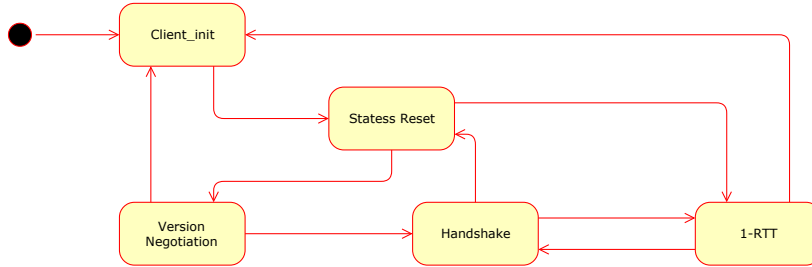 Client_init
Statess Reset
Version
Negotiation
Handshake
1-RTT